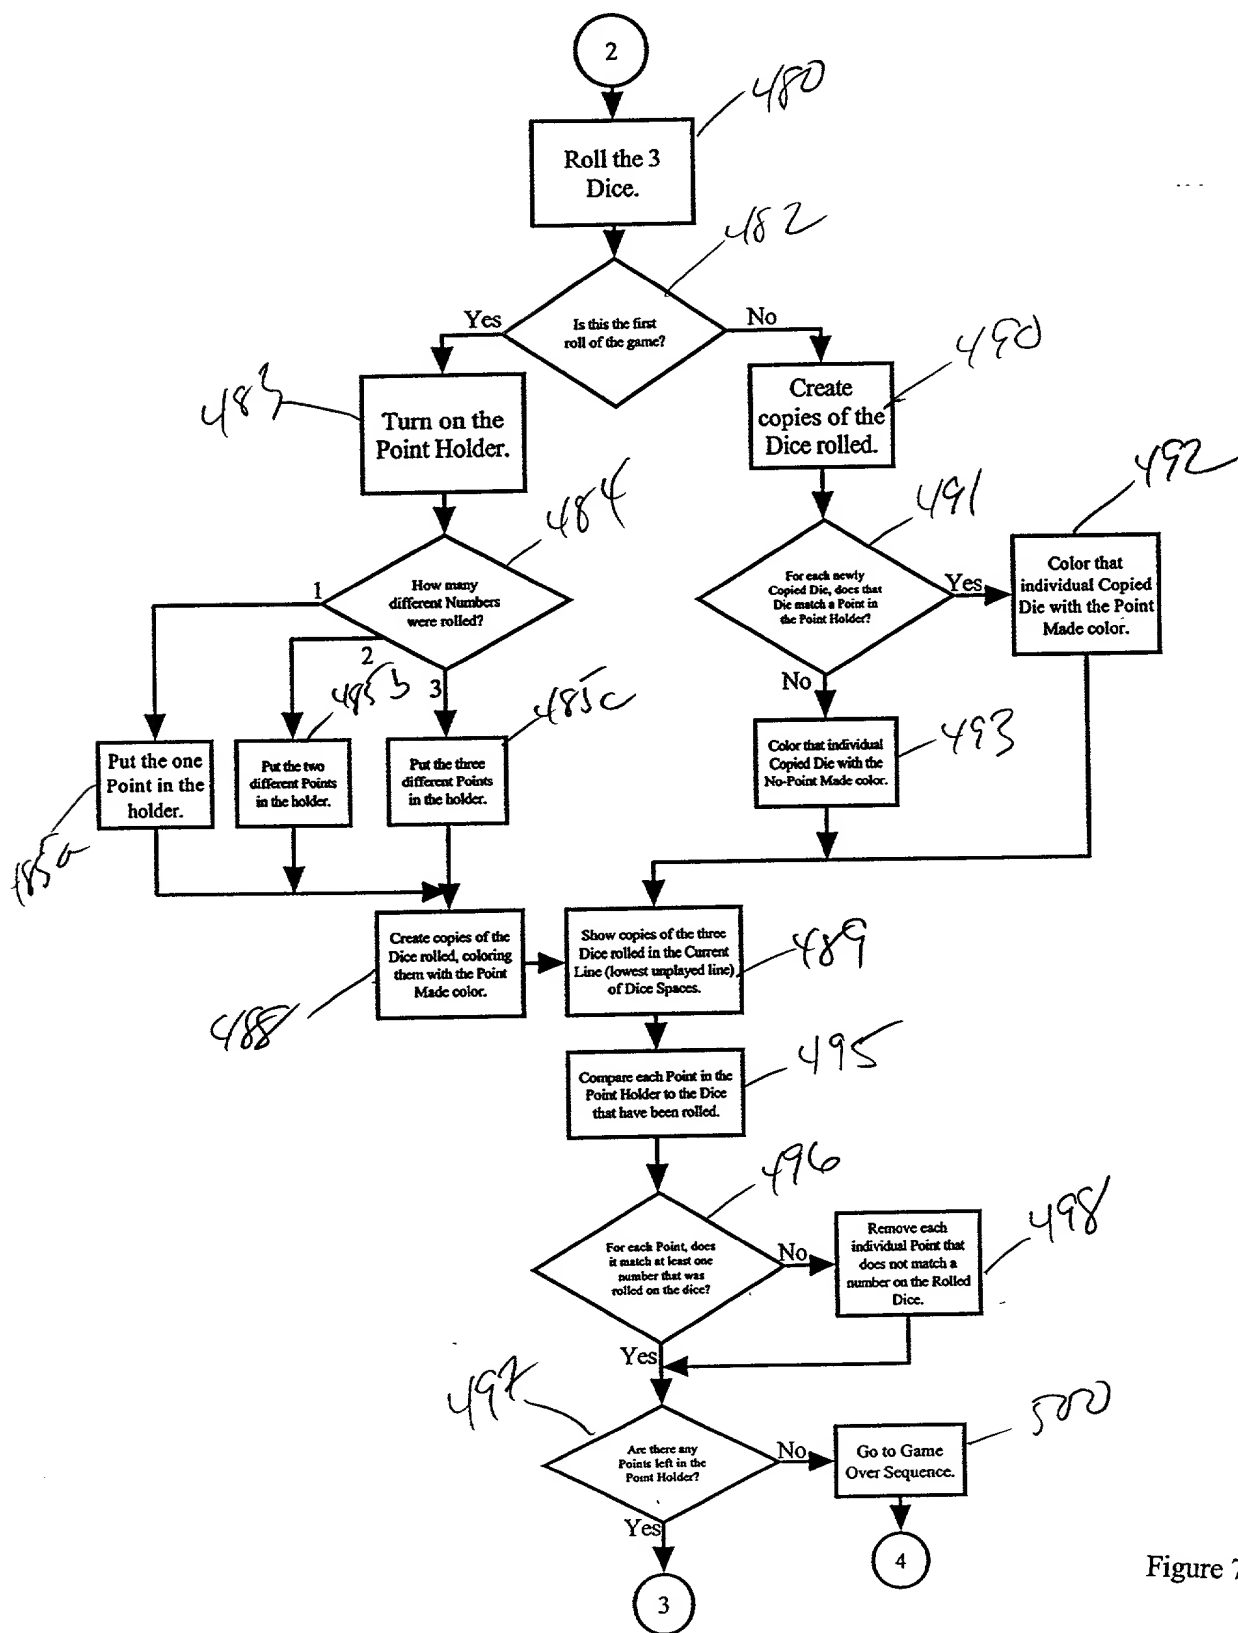 2
480
Roll the 3
Dice.
482
Is this the first
roll of the game?
Yes
No
483
Turn on the
Point Holder.
490
Create
copies of the
Dice rolled.
484
How many
different Numbers
were rolled?
1
2
3
491
For each newly
Copied Die, does that
Die match a Point in
the Point Holder?
Yes
No
492
Color that
individual Copied
Die with the Point
Made color.
485a
Put the one
Point in the
holder.
485b
Put the two
different Points
in the holder.
485c
Put the three
different Points
in the holder.
493
Color that individual
Copied Die with the
No-Point Made color.
488
Create copies of the
Dice rolled, coloring
them with the Point
Made color.
489
Show copies of the three
Dice rolled in the Current
Line (lowest unplayed line)
of Dice Spaces.
495
Compare each Point in the
Point Holder to the Dice
that have been rolled.
496
For each Point, does
it match at least one
number that was
rolled on the dice?
No
Yes
498
Remove each
individual Point that
does not match a
number on the Rolled
Dice.
497
Are there any
Points left in the
Point Holder?
No
Yes
500
Go to Game
Over Sequence.
4
3
Figure 7